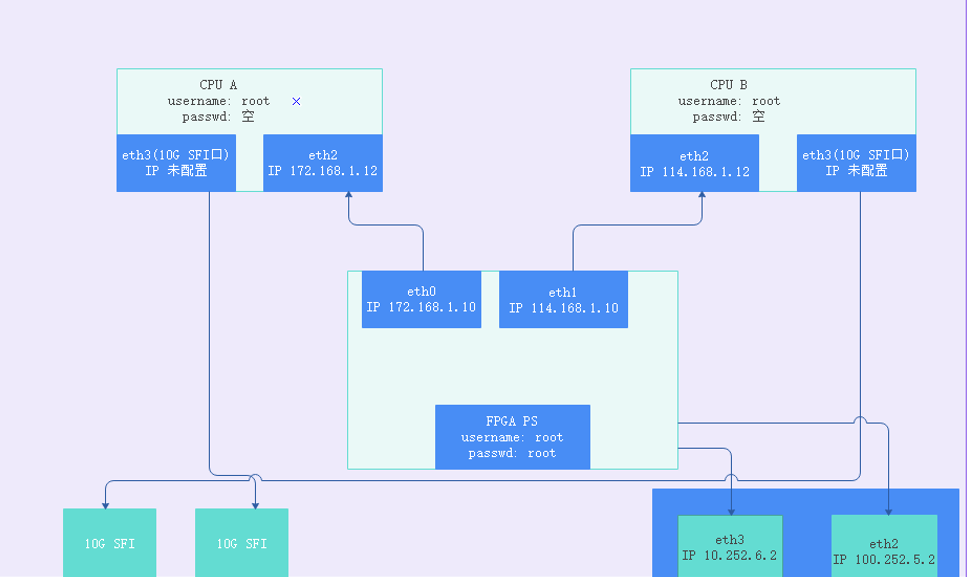 CPU A
username: root
passwd: 空
eth3(10G SFI口)
IP 未配置
eth2
IP 172.168.1.12
CPU B
username: root
passwd: 空
eth2
IP 114.168.1.12
eth3(10G SFI口)
IP 未配置
eth0
IP 172.168.1.10
eth1
IP 114.168.1.10
FPGA PS
username: root
passwd: root
10G SFI
10G SFI
eth3
IP 10.252.6.2
eth2
IP 100.252.5.2